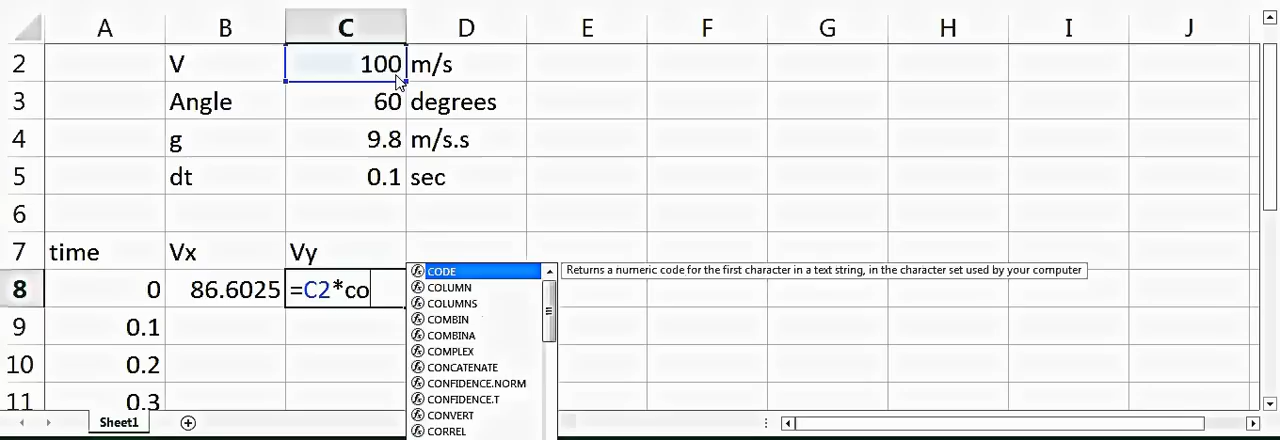 A B C D E F G H I J
2 V 100 m/s
3 Angle 60 degrees
4 g 9.8 m/s.s
5 dt 0.1 sec
6
7 time Vx Vy
8 0 86.6025 =C2*co
CODE Returns a numeric code for the first character in a text string, in the character set used by your computer
COLUMN
COLUMNS
9 0.1
COMBIN
COMBINA
COMPLEX
10 0.2
CONCATENATE
CONFIDENCE.NORM
11 0.3
CONFIDENCE.T
CONVERT
Sheet1
CORREL